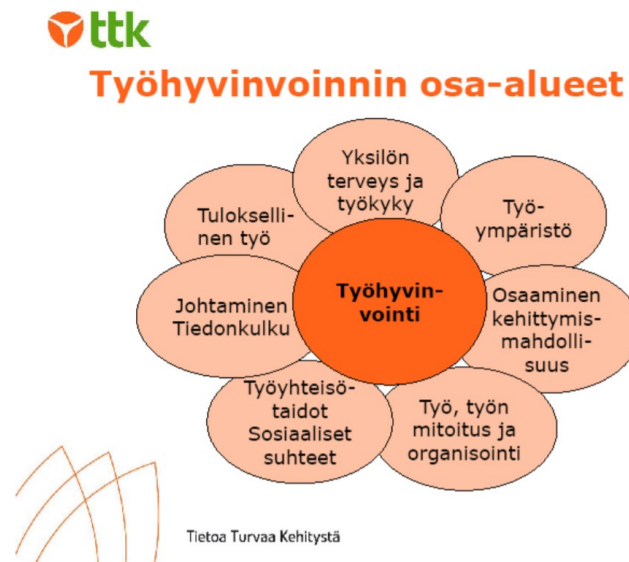 ttk
Työhyvinvoinnin osa-alueet
Yksilön
terveys ja
työkyky
Työ-
ympäristö
Osaaminen
kehittymis-
mahdolli-
suus
Työ, työn
mitoitus ja
organisointi
Työyhteisö-
taidot
Sosiaaliset
suhteet
Johtaminen
Tiedonkulku
Tulokselli-
nen työ
Työhyvin-
vointi
Tietoa Turvaa Kehitystä